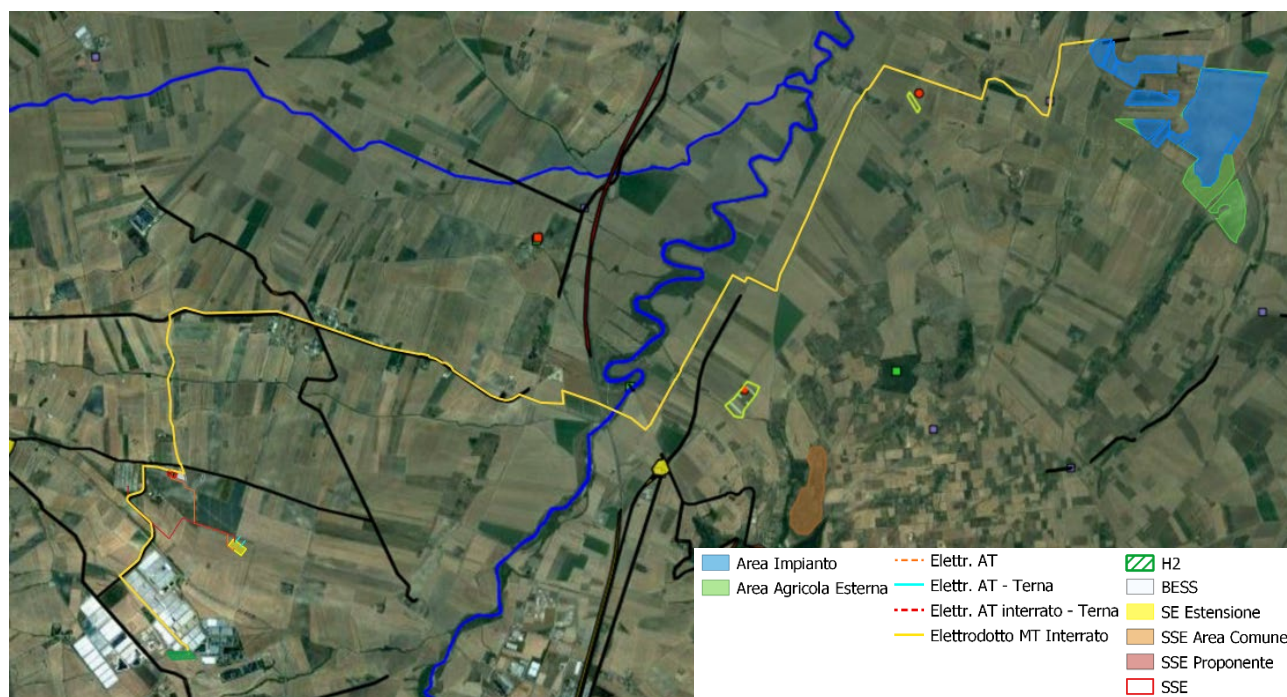 Area Impianto
Area Agricola Esterna
Elettr. AT
Elettr. AT - Terna
Elettr. AT interrato - Terna
Elettrodotto MT Interrato
H2
BESS
SE Estensione
SSE Area Comune
SSE Proponente
SSE